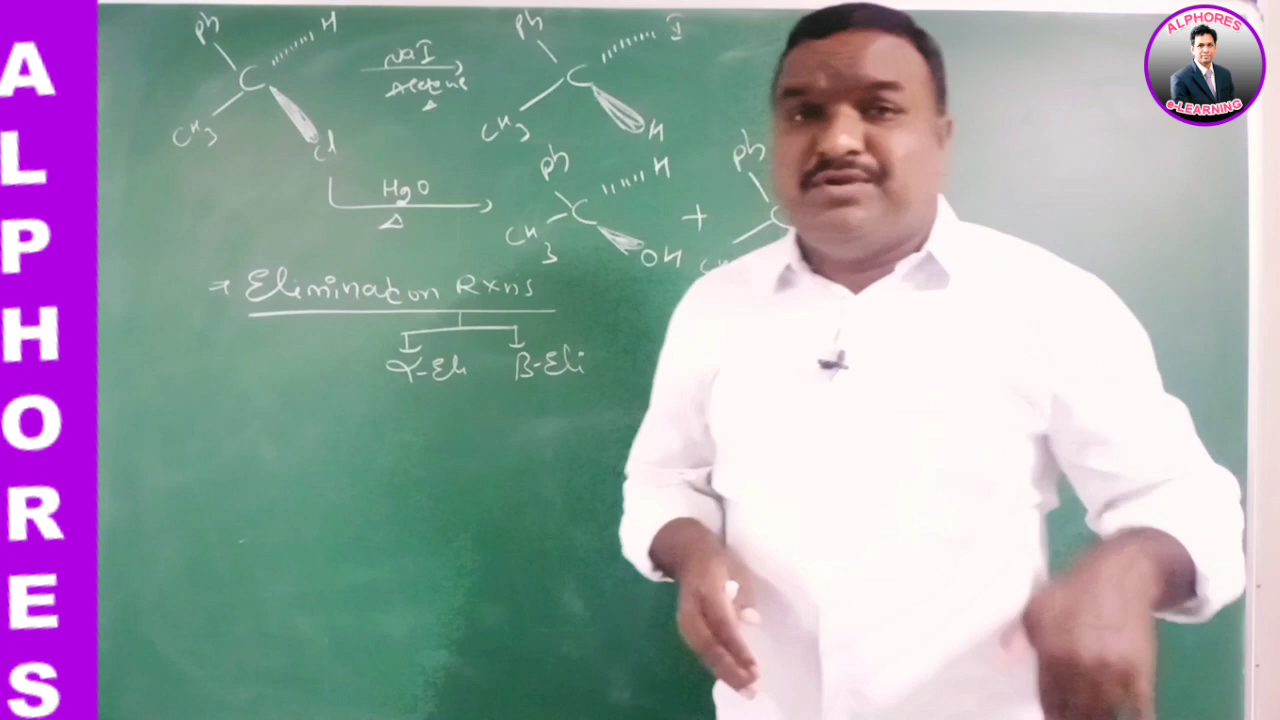 ALPHORES
ALPHORES
e-LEARNING
Ph
H
C
CH3
Cl
NaI
Acetone
Δ
Ph
I
C
CH3
H
HgO
Δ
Ph
H
C
CH3
OH
+
Ph
C
→ Elimination Rxns
α-Eli
β-Eli